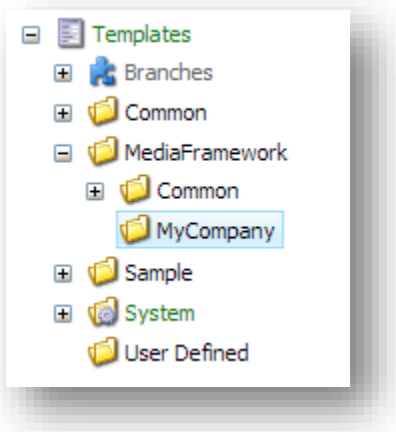 Templates
Branches
Common
MediaFramework
Common
MyCompany
Sample
System
User Defined